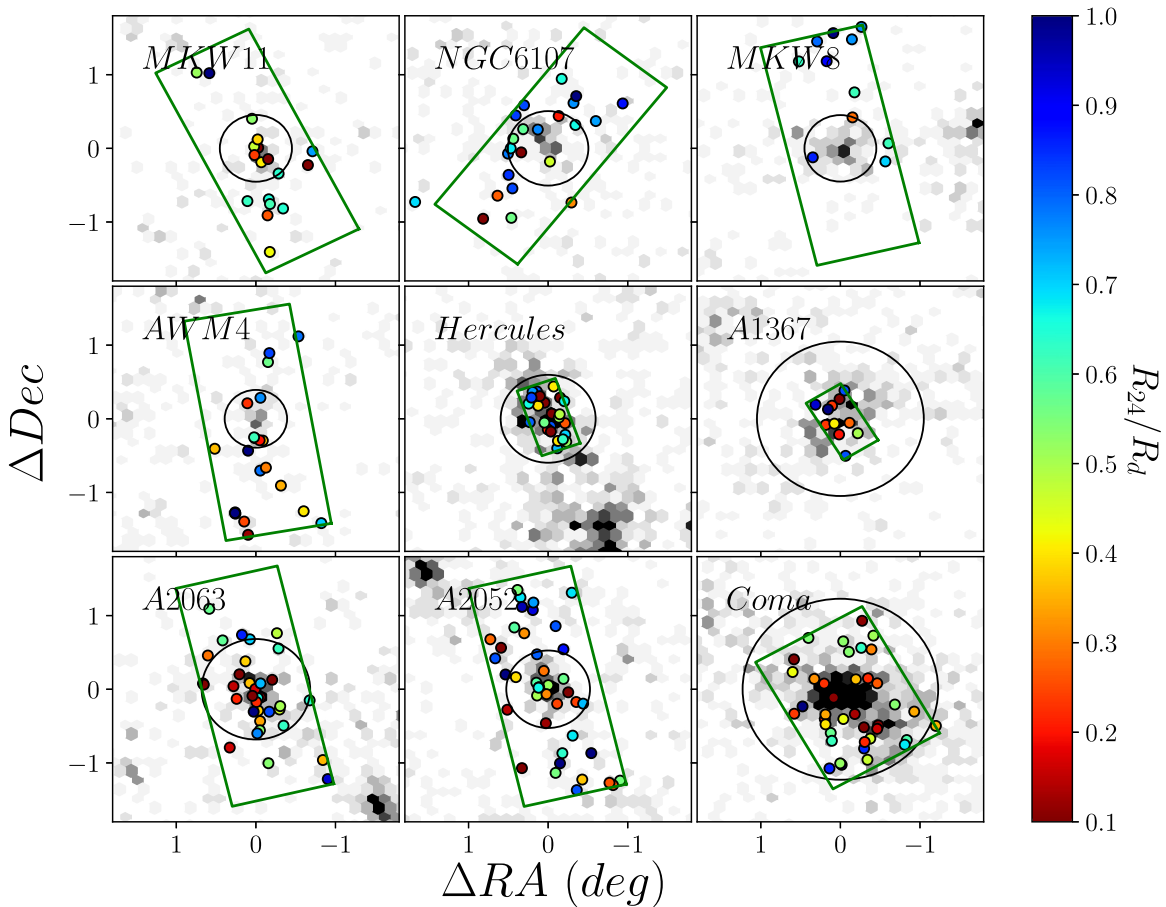 MKW11
NGC6107
MKW8
1
0
−1
AWM4
Hercules
A1367
1
0
−1
A2063
A2052
Coma
1
0
−1
1
0
−1
1
0
−1
1
0
−1
ΔRA (deg)
ΔDec
1.0
0.9
0.8
0.7
0.6
0.5
0.4
0.3
0.2
0.1
R24/Rd